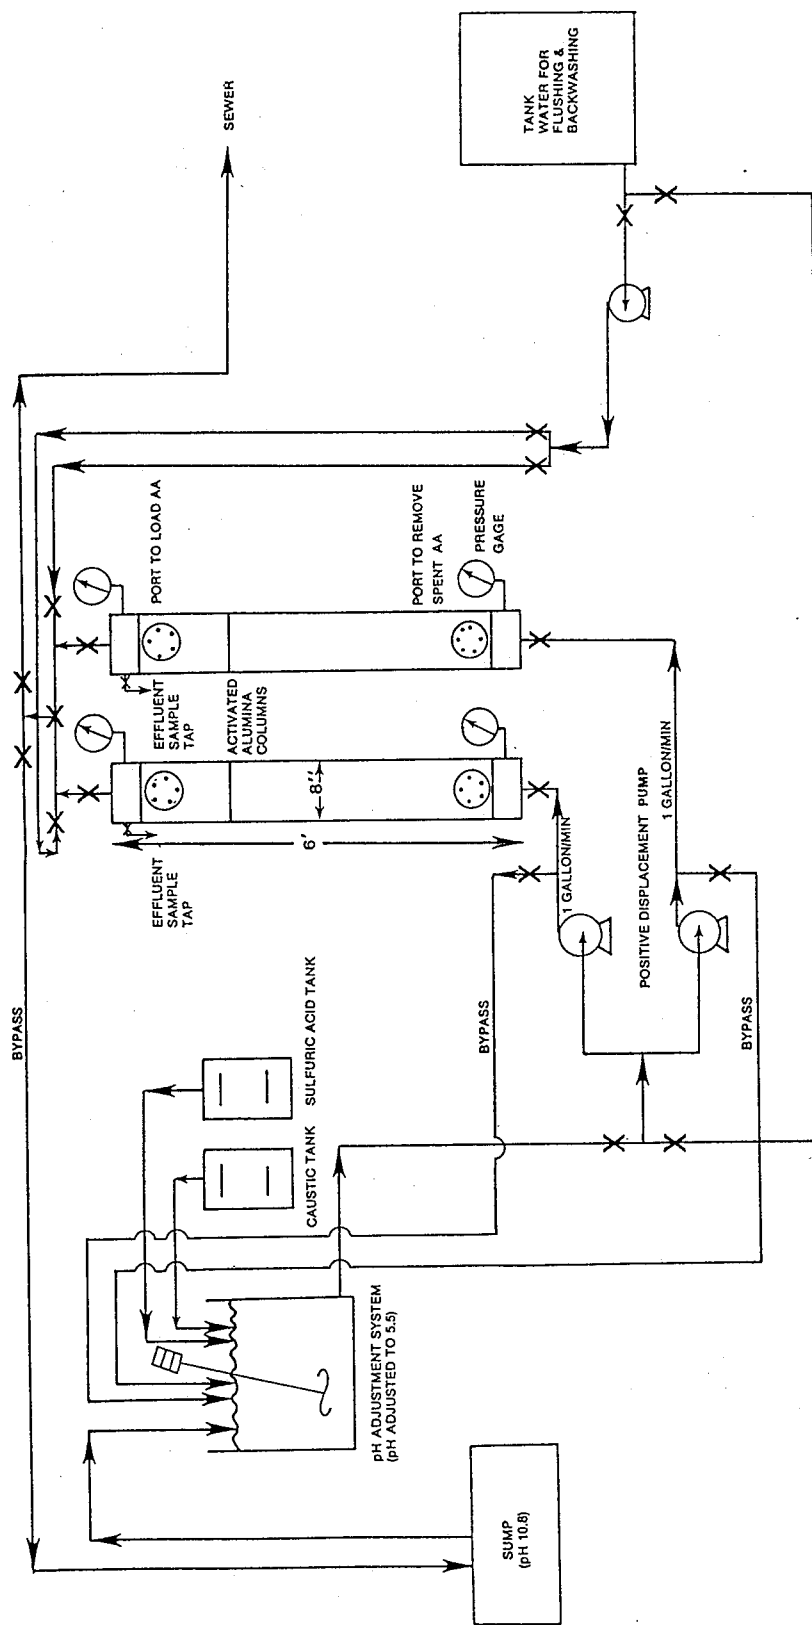 SEWER
TANK
WATER FOR
FLUSHING &
BACKWASHING
PORT TO LOAD AA
PORT TO REMOVE
SPENT AA
PRESSURE
GAGE
EFFLUENT
SAMPLE
TAP
ACTIVATED
ALUMINA
COLUMNS
8"
6'
EFFLUENT
SAMPLE
TAP
1 GALLON/MIN
1 GALLON/MIN
POSITIVE DISPLACEMENT PUMP
BYPASS
BYPASS
BYPASS
SULFURIC ACID TANK
CAUSTIC TANK
pH ADJUSTMENT SYSTEM
(pH ADJUSTED TO 5.5)
SUMP
(pH 10.8)